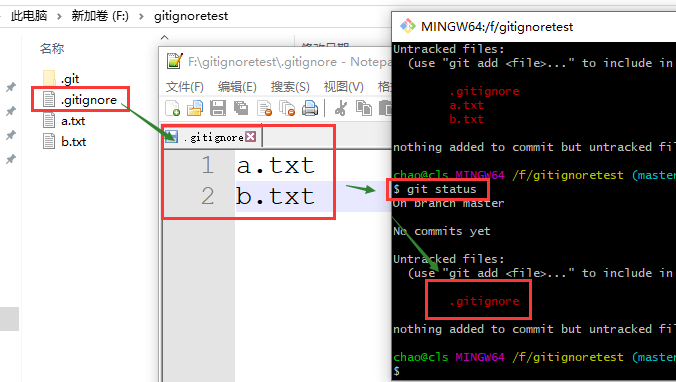 此电脑 > 新加卷 (F:) > gitignoretest
名称
.git
.gitignore
a.txt
b.txt
F:\gitignoretest\.gitignore - Notepa
文件(F) 编辑(E) 搜索(S) 视图(V) 格
.gitignore
1 a.txt
2 b.txt
MINGW64:/f/gitignoretest
Untracked files:
(use "git add <file>..." to include in
.gitignore
a.txt
b.txt
nothing added to commit but untracked fi
chao@cls MINGW64 /f/gitignoretest (master
$ git status
On branch master
No commits yet
Untracked files:
(use "git add <file>..." to include in
.gitignore
nothing added to commit but untracked fi
chao@cls MINGW64 /f/gitignoretest (master
$